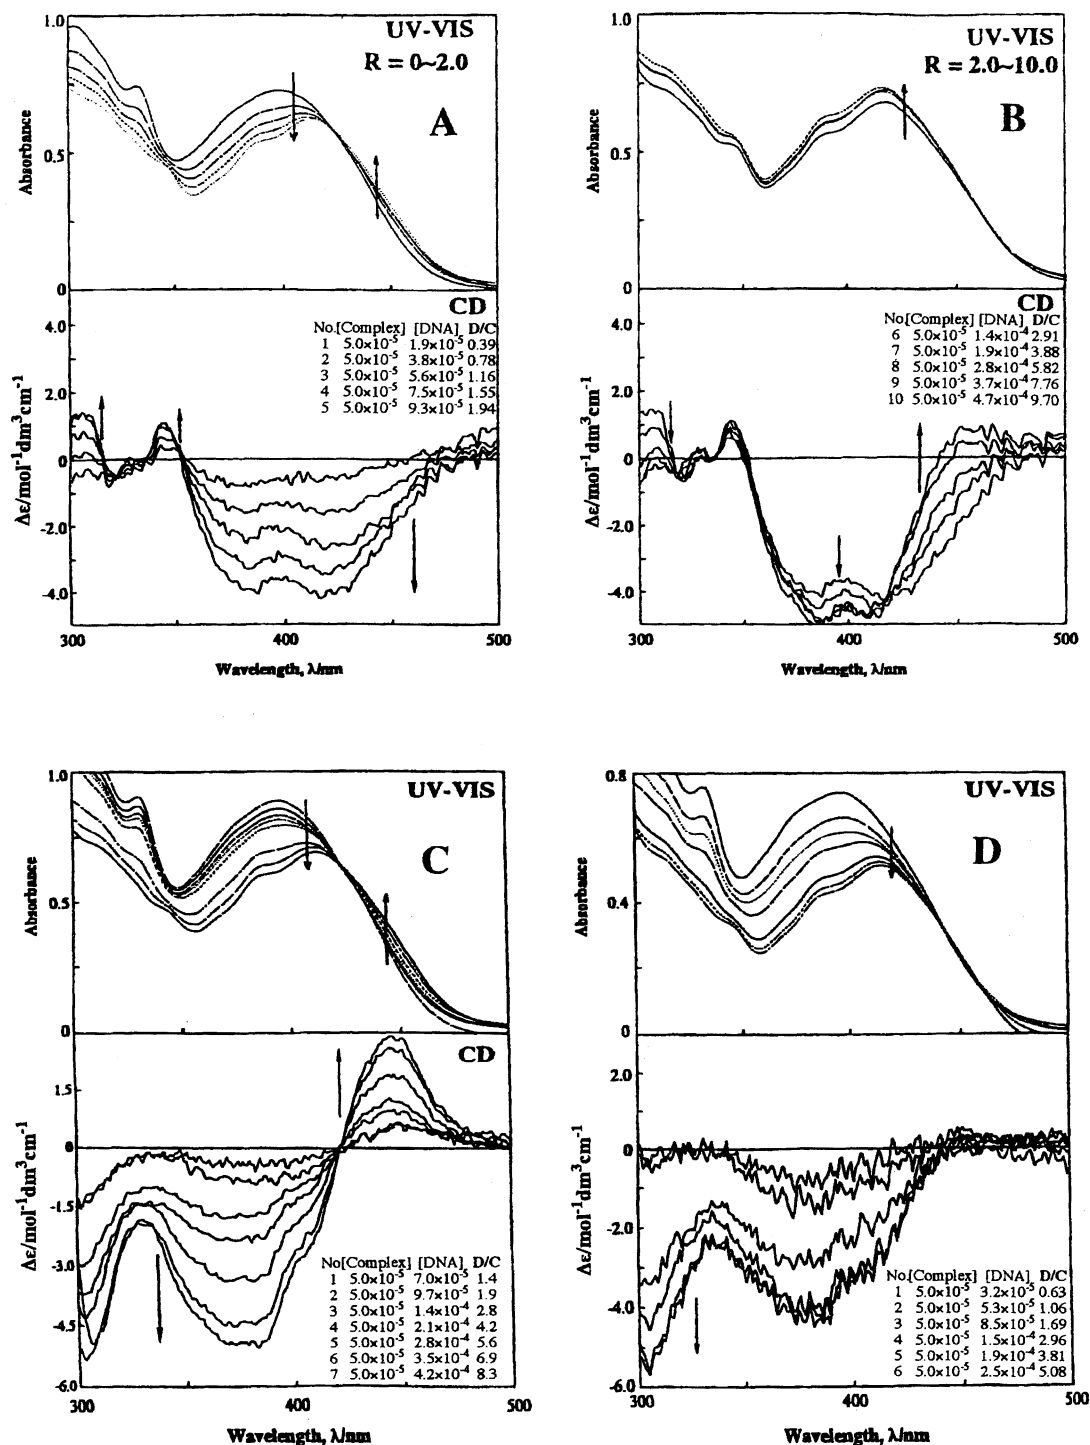 UV-VIS
R = 0~2.0
A
1.0
0.5
0
Absorbance
CD
No.[Complex] [DNA] D/C
1 5.0×10⁻⁵ 1.9×10⁻⁵ 0.39
2 5.0×10⁻⁵ 3.8×10⁻⁵ 0.78
3 5.0×10⁻⁵ 5.6×10⁻⁵ 1.16
4 5.0×10⁻⁵ 7.5×10⁻⁵ 1.55
5 5.0×10⁻⁵ 9.3×10⁻⁵ 1.94
4.0
2.0
0
-2.0
-4.0
Δε/mol⁻¹dm³cm⁻¹
300 400 500
Wavelength, λ/nm
UV-VIS
R = 2.0~10.0
B
1.0
0.5
0
Absorbance
CD
No.[Complex] [DNA] D/C
6 5.0×10⁻⁵ 1.4×10⁻⁴ 2.91
7 5.0×10⁻⁵ 1.9×10⁻⁴ 3.88
8 5.0×10⁻⁵ 2.8×10⁻⁴ 5.82
9 5.0×10⁻⁵ 3.7×10⁻⁴ 7.76
10 5.0×10⁻⁵ 4.7×10⁻⁴ 9.70
4.0
2.0
0
-2.0
-4.0
Δε/mol⁻¹dm³cm⁻¹
300 400 500
Wavelength, λ/nm
UV-VIS
C
1.0
0.5
0
Absorbance
CD
1.5
0
-1.5
-3.0
-4.5
-6.0
Δε/mol⁻¹dm³cm⁻¹
No[Complex] [DNA] D/C
1 5.0×10⁻⁵ 7.0×10⁻⁵ 1.4
2 5.0×10⁻⁵ 9.7×10⁻⁵ 1.9
3 5.0×10⁻⁵ 1.4×10⁻⁴ 2.8
4 5.0×10⁻⁵ 2.1×10⁻⁴ 4.2
5 5.0×10⁻⁵ 2.8×10⁻⁴ 5.6
6 5.0×10⁻⁵ 3.5×10⁻⁴ 6.9
7 5.0×10⁻⁵ 4.2×10⁻⁴ 8.3
300 400 500
Wavelength, λ/nm
UV-VIS
D
0.8
0.4
0
Absorbance
2.0
0
-2.0
-4.0
-6.0
Δε/mol⁻¹dm³cm⁻¹
No.[Complex] [DNA] D/C
1 5.0×10⁻⁵ 3.2×10⁻⁵ 0.63
2 5.0×10⁻⁵ 5.3×10⁻⁵ 1.06
3 5.0×10⁻⁵ 8.5×10⁻⁵ 1.69
4 5.0×10⁻⁵ 1.5×10⁻⁴ 2.96
5 5.0×10⁻⁵ 1.9×10⁻⁴ 3.81
6 5.0×10⁻⁵ 2.5×10⁻⁴ 5.08
300 400 500
Wavelength, λ/nm